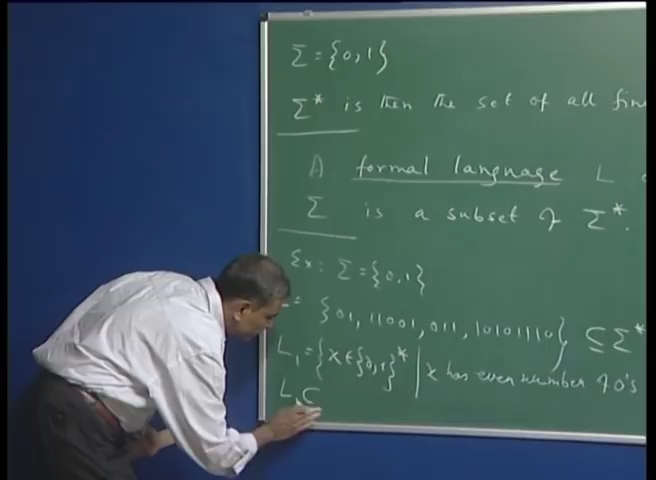 Σ = {0, 1}
Σ* is then the set of all fin
A formal language L
Σ is a subset of Σ*.
Ex: Σ = {0, 1}
= {01, 11001, 011, 10101110} ⊆ Σ*
L₁ = {x ∈ {0, 1}* | x has even number of 0's
L₁ ⊂